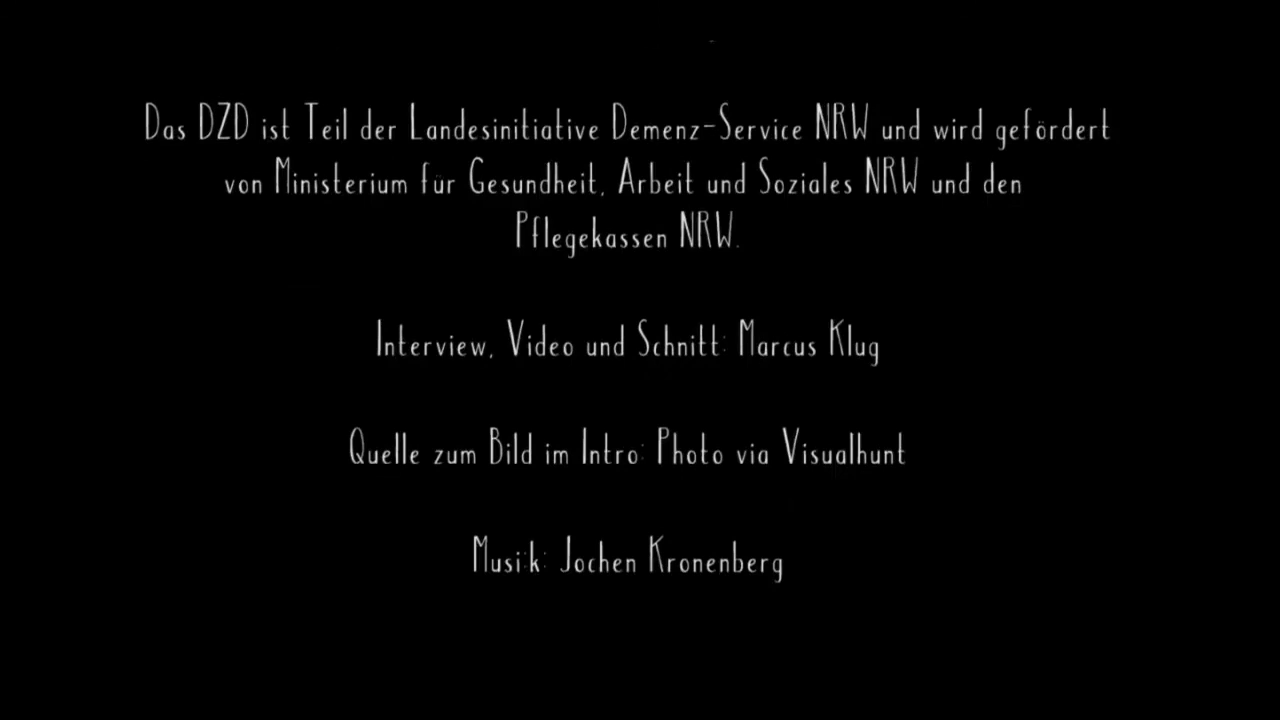 Das DZD ist Teil der Landesinitiative Demenz-Service NRW und wird gefördert
von Ministerium für Gesundheit, Arbeit und Soziales NRW und den
Pflegekassen NRW.
Interview, Video und Schnitt: Marcus Klug
Quelle zum Bild im Intro: Photo via Visualhunt
Musik: Jochen Kronenberg